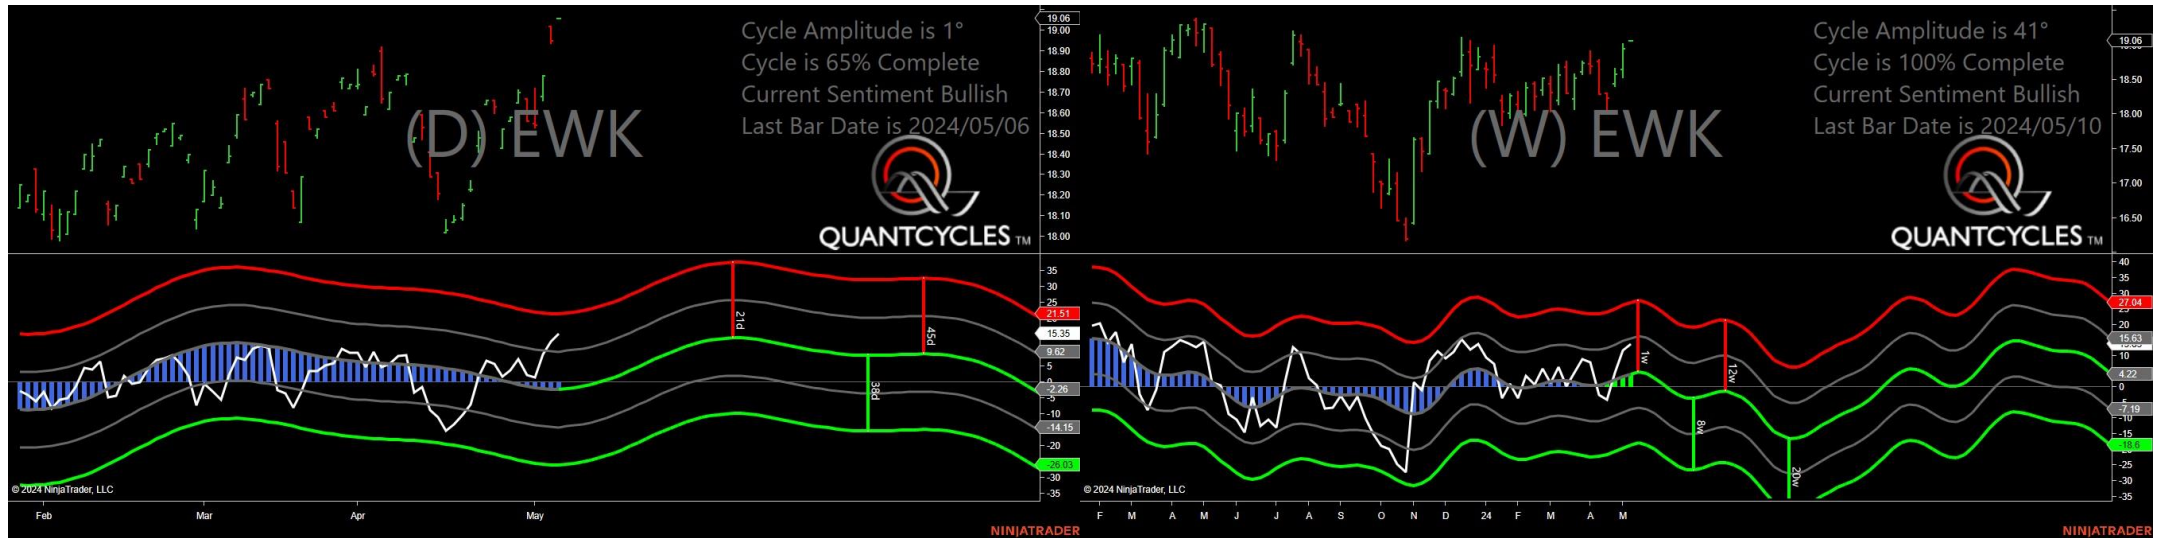 Cycle Amplitude is 1°
Cycle is 65% Complete
Current Sentiment Bullish
Last Bar Date is 2024/05/06
(D) EWK
QUANTCYCLES TM
19.06
19.00
18.90
18.80
18.70
18.60
18.50
18.40
18.30
18.20
18.10
18.00
35
30
25
21.51
15.35
9.62
5
0
-2.26
-5
-10
-14.15
-20
-26.03
-30
-35
21d
38d
45d
© 2024 NinjaTrader, LLC
Feb Mar Apr May
NINJATRADER
Cycle Amplitude is 41°
Cycle is 100% Complete
Current Sentiment Bullish
Last Bar Date is 2024/05/10
(W) EWK
QUANTCYCLES TM
19.06
18.50
18.00
17.50
17.00
16.50
40
35
30
27.04
25
20
15.63
10
4.22
0
-7.19
-10
-15
-18.6
-25
-30
-35
1w
8w
12w
20w
© 2024 NinjaTrader, LLC
F M A M J J A S O N D 24 F M A M
NINJATRADER